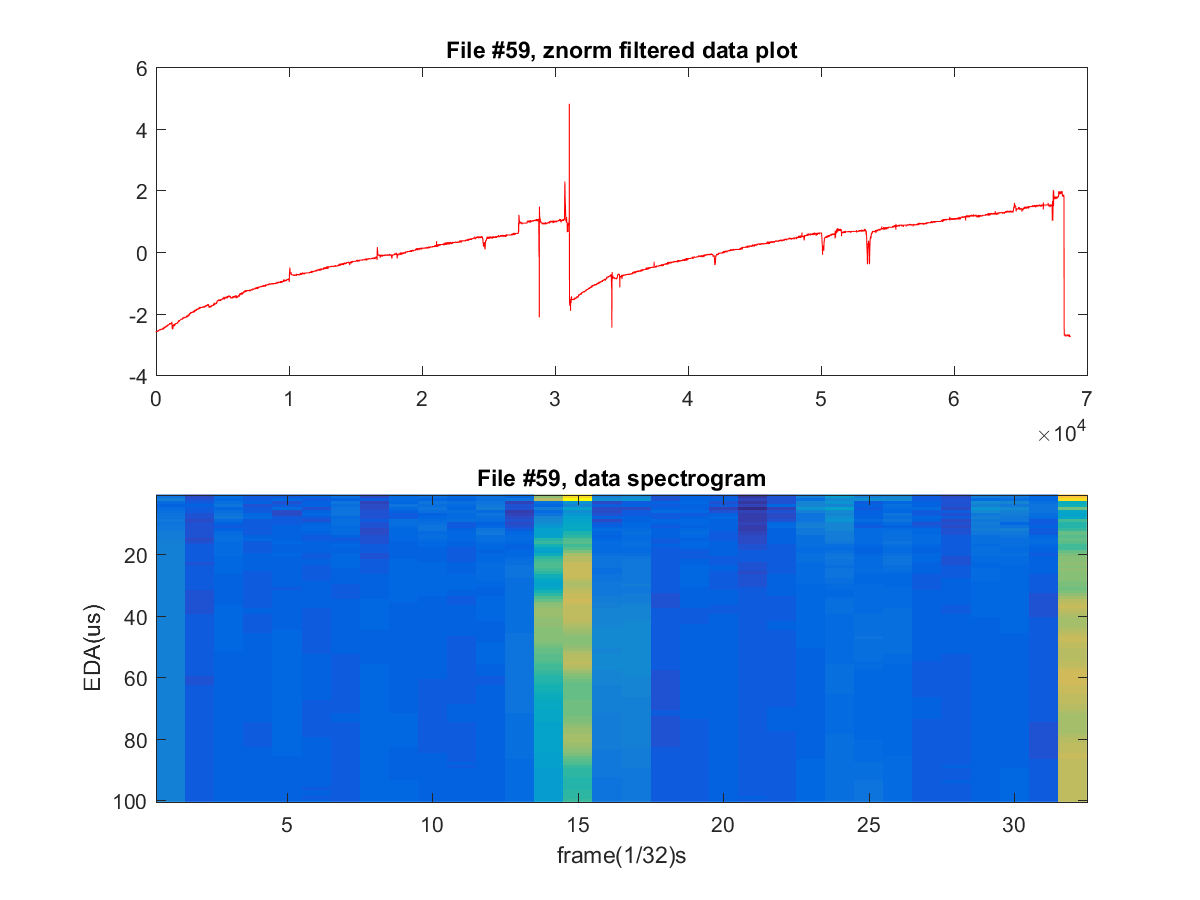 File #59, znorm filtered data plot
6
4
2
0
-2
-4
0 1 2 3 4 5 6 7
×10^4
File #59, data spectrogram
20
40
60
80
100
EDA(us)
5 10 15 20 25 30
frame(1/32)s